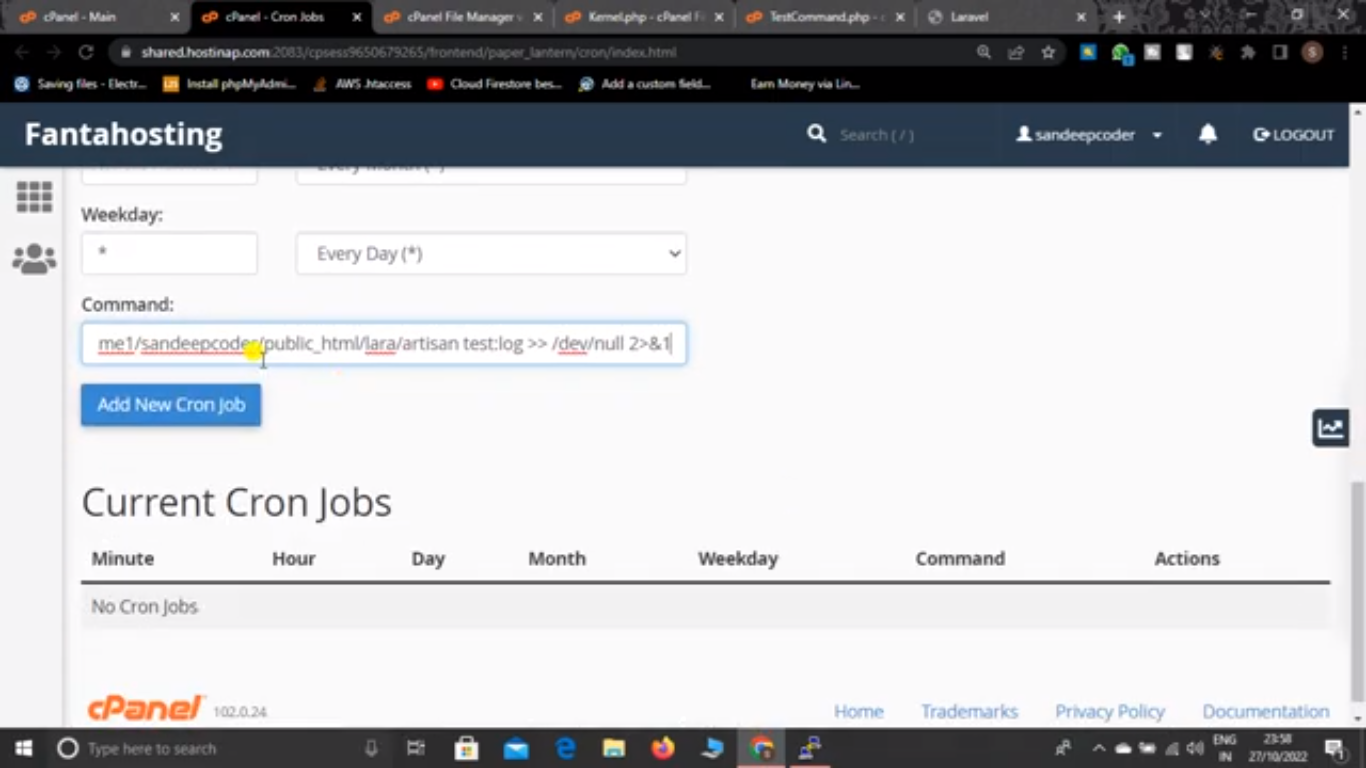 cPanel - Main
cPanel - Cron Jobs
cPanel File Manager v
Kernel.php - cPanel F
TestCommand.php - c
Laravel
shared.hostinap.com:2083/cpsess9650679265/frontend/paper_lantern/cron/index.html
Saving files - Electr...
Install phpMyAdmi...
AWS .htaccess
Cloud Firestore bes...
Add a custom field...
Earn Money via Lin...
Fantahosting
Search ( / )
sandeepcoder
LOGOUT
Every Month (*)
Weekday:
*
Every Day (*)
Command:
me1/sandeepcoder/public_html/lara/artisan test:log >> /dev/null 2>&1
Add New Cron Job
Current Cron Jobs
Minute Hour Day Month Weekday Command Actions
No Cron Jobs
cPanel 102.0.24
Home Trademarks Privacy Policy Documentation
Type here to search
ENG
IN
23:58
27/10/2022